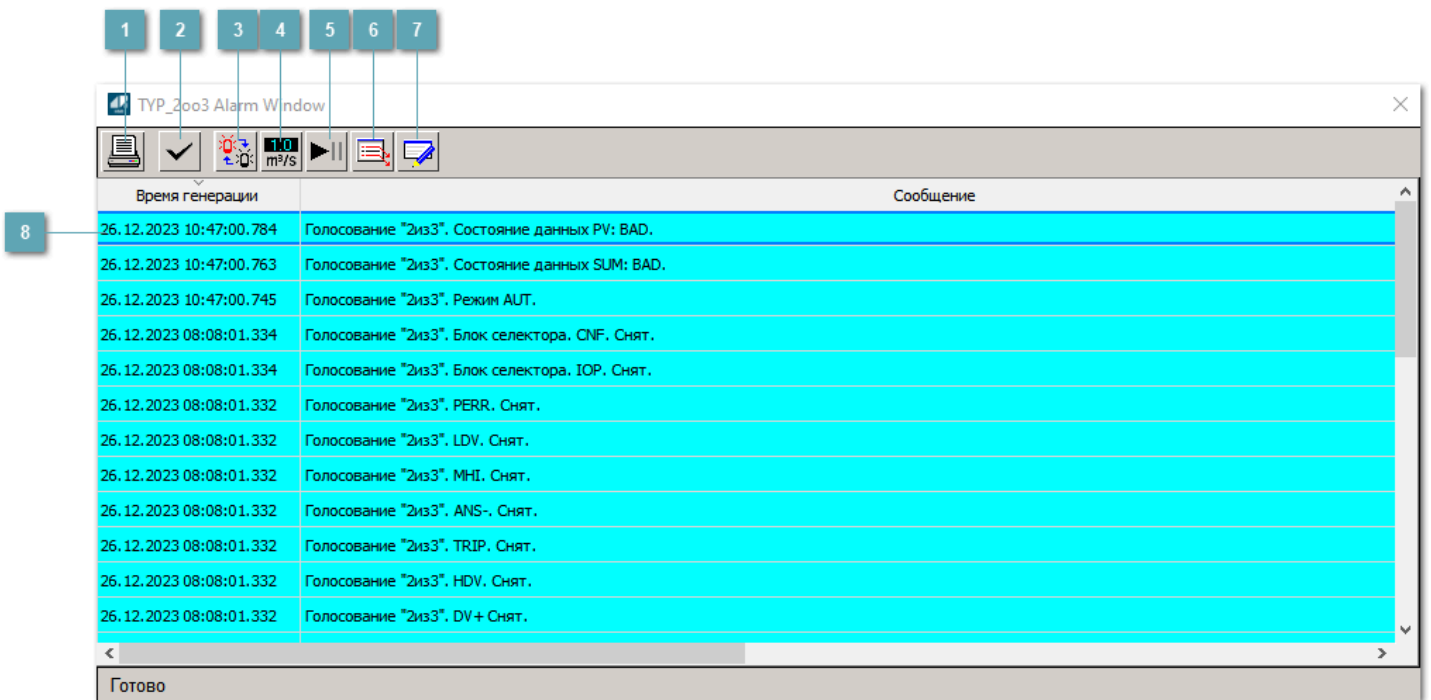 1 2 3 4 5 6 7
TYP_2oo3 Alarm Window
1.0
m³/s
Время генерации Сообщение
8
26.12.2023 10:47:00.784 Голосование "2из3". Состояние данных PV: BAD.
26.12.2023 10:47:00.763 Голосование "2из3". Состояние данных SUM: BAD.
26.12.2023 10:47:00.745 Голосование "2из3". Режим AUT.
26.12.2023 08:08:01.334 Голосование "2из3". Блок селектора. CNF. Снят.
26.12.2023 08:08:01.334 Голосование "2из3". Блок селектора. IOP. Снят.
26.12.2023 08:08:01.332 Голосование "2из3". PERR. Снят.
26.12.2023 08:08:01.332 Голосование "2из3". LDV. Снят.
26.12.2023 08:08:01.332 Голосование "2из3". MHI. Снят.
26.12.2023 08:08:01.332 Голосование "2из3". ANS-. Снят.
26.12.2023 08:08:01.332 Голосование "2из3". TRIP. Снят.
26.12.2023 08:08:01.332 Голосование "2из3". HDV. Снят.
26.12.2023 08:08:01.332 Голосование "2из3". DV+ Снят.
Готово